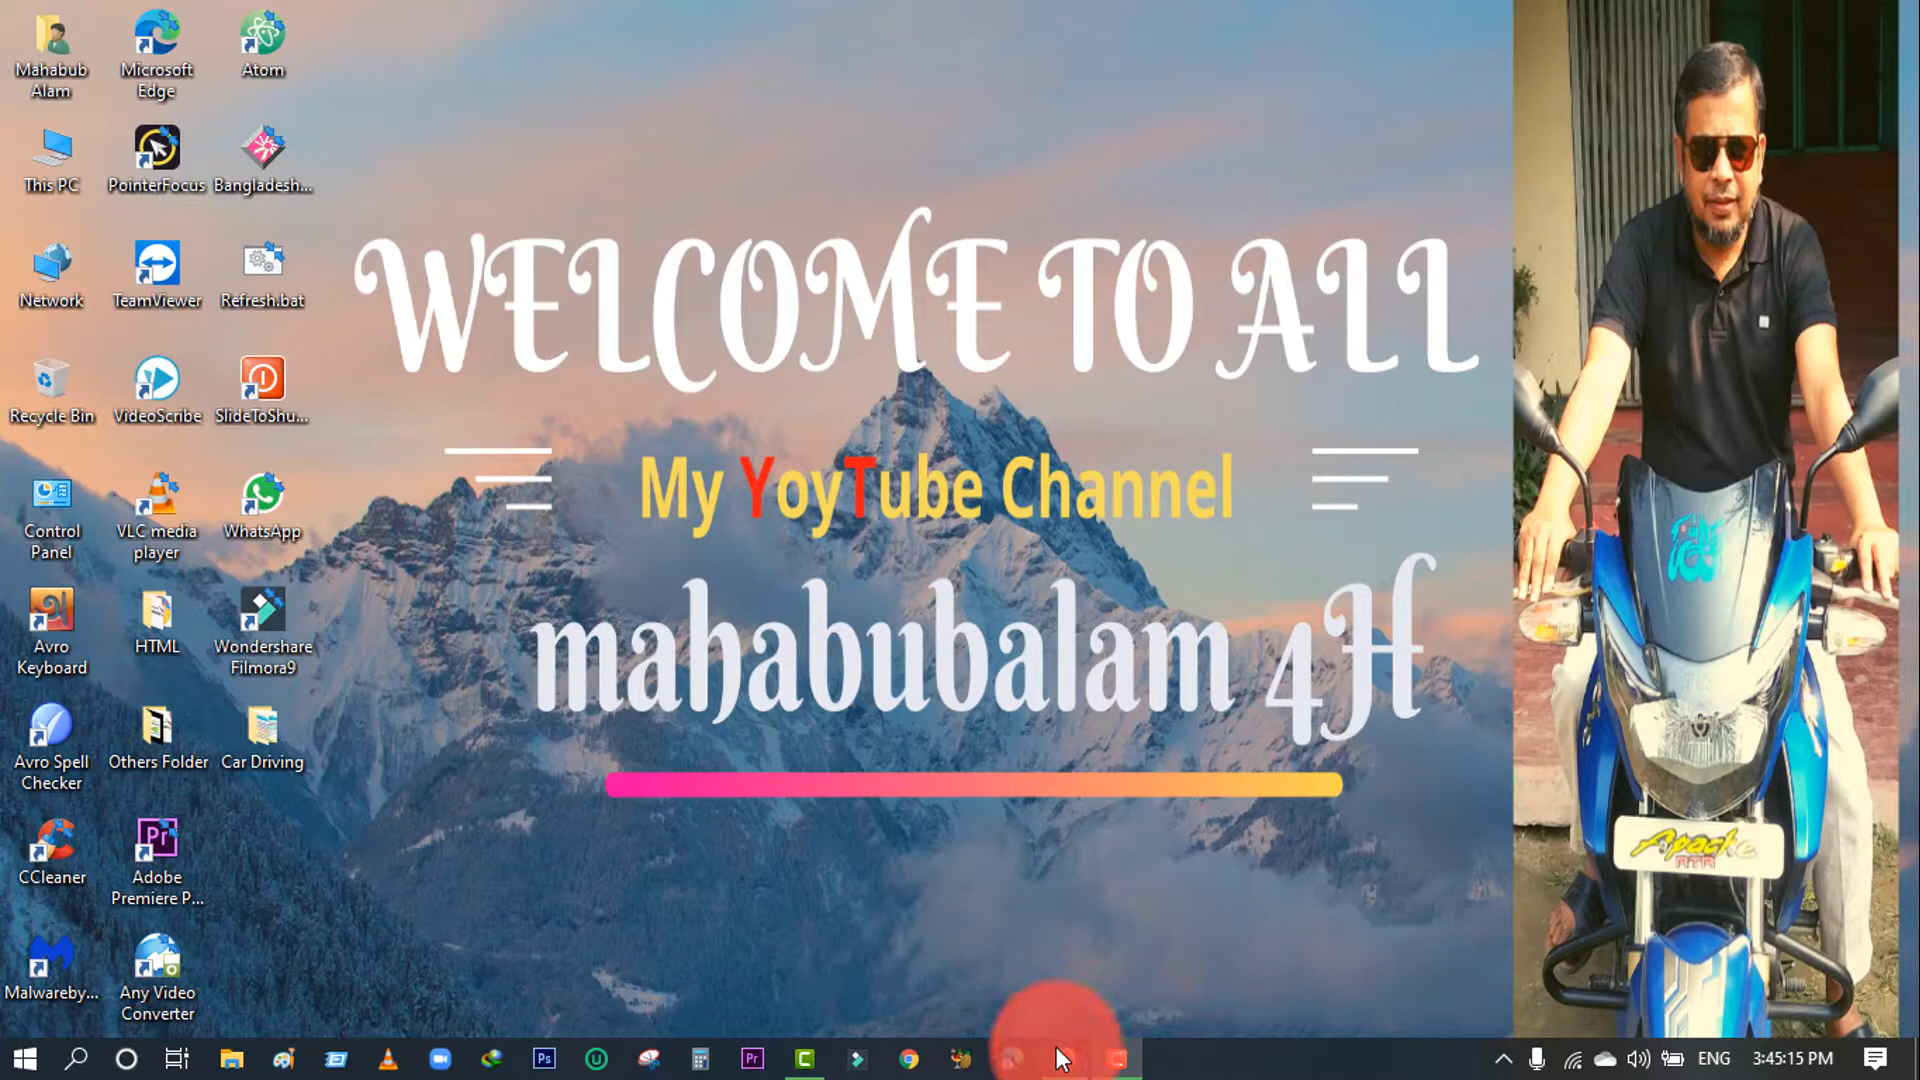 Mahabub
Alam
Microsoft
Edge
Atom
This PC
PointerFocus
Bangladesh...
Network
TeamViewer
Refresh.bat
Recycle Bin
VideoScribe
SlideToShu...
Control
Panel
VLC media
player
WhatsApp
Avro
Keyboard
HTML
Wondershare
Filmora9
Avro Spell
Checker
Others Folder
Car Driving
CCleaner
Adobe
Premiere P...
Malwareby...
Any Video
Converter
WELCOME TO ALL
My YoyTube Channel
mahabubalam 4H
Apache
RTR
ENG
3:45:15 PM